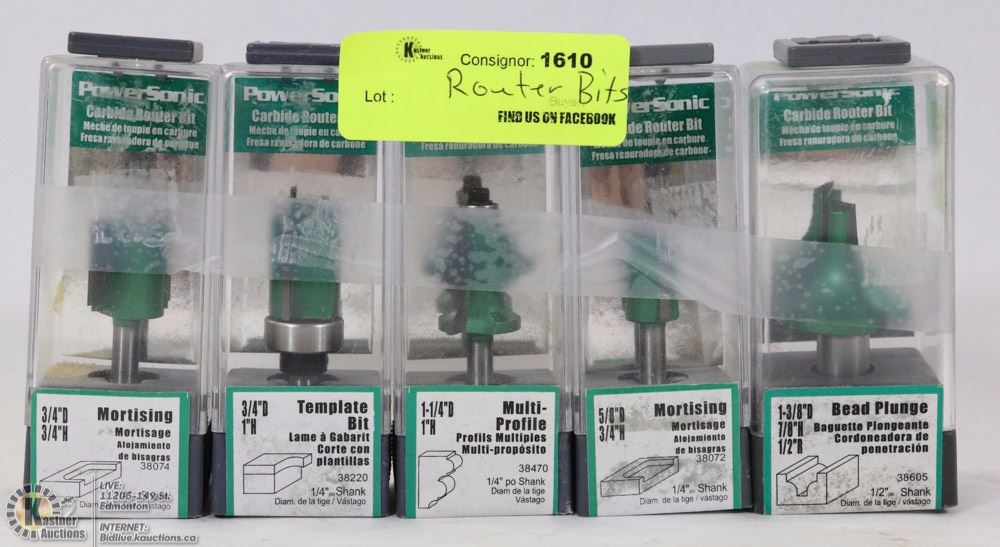 Kastner Auctions
Consignor: 1610
Lot :
Router Bits
Buyer
FIND US ON FACEBOOK
PowerSonic
Carbide Router Bit
Mèche de toupie en carbure
Fresa ranuradora de carbone
3/4"D
3/4"H
Mortising
Mortisage
Alojamiento
de bisagras
38074
Diam
PowerSonic
Carbide Router Bit
Mèche de toupie en carbure
Fresa ranuradora de carbone
3/4"D
1"H
Template
Bit
Lame à Gabarit
Corte con
plantillas
38220
1/4" po Shank
Diam. de la tige / Vástago
Fresa ranuradora de carbone
1-1/4"D
1"H
Multi-
Profile
Profils Multiples
Multi-propósito
38470
1/4" po Shank
Diam de la tige
/ Vástago
PowerSonic
Carbide Router Bit
Mèche de toupie en carbure
Fresa ranuradora de carbone
5/8"D
3/4"H
Mortising
Mortisage
Alojamiento
de bisagras
38072
1/4" po Shank
Diam. de la tige / Vástago
PowerSonic
Carbide Router Bit
Mèche de toupie en carbure
Fresa ranuradora de carbone
1-3/8"D
7/8"H
1/2"R
Bead Plunge
Baguette Plongeante
Cordoneadora de
penetración
38605
1/2" po Shank
Diam. de la tige / Vástago
Kastner
Auctions
LIVE:
11205-149 St.
Edmonton
INTERNET:
Bidlive.kastnerauctions.ca